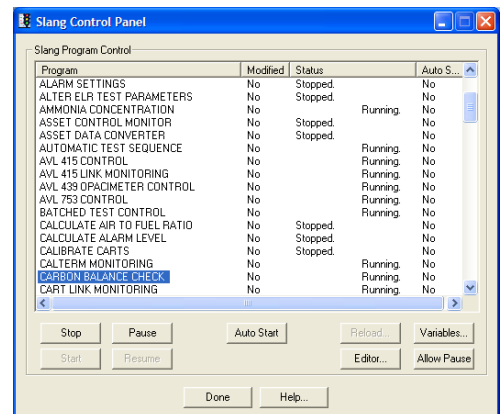 Slang Control Panel
Slang Program Control
Program Modified Status Auto S...
ALARM SETTINGS No Stopped. No
ALTER ELR TEST PARAMETERS No Stopped. No
AMMONIA CONCENTRATION No Running. No
ASSET CONTROL MONITOR No Stopped. No
ASSET DATA CONVERTER No Stopped. No
AUTOMATIC TEST SEQUENCE No Running. No
AVL 415 CONTROL No Running. No
AVL 415 LINK MONITORING No Running. No
AVL 439 OPACIMETER CONTROL No Running. No
AVL 753 CONTROL No Running. No
BATCHED TEST CONTROL No Running. No
CALCULATE AIR TO FUEL RATIO No Stopped. No
CALCULATE ALARM LEVEL No Stopped. No
CALIBRATE CARTS No Stopped. No
CALTERM MONITORING No Running. No
CARBON BALANCE CHECK No Running. No
CART LINK MONITORING No Running. No
Stop Pause Auto Start Reload... Variables...
Start Resume Editor... Allow Pause
Done Help...